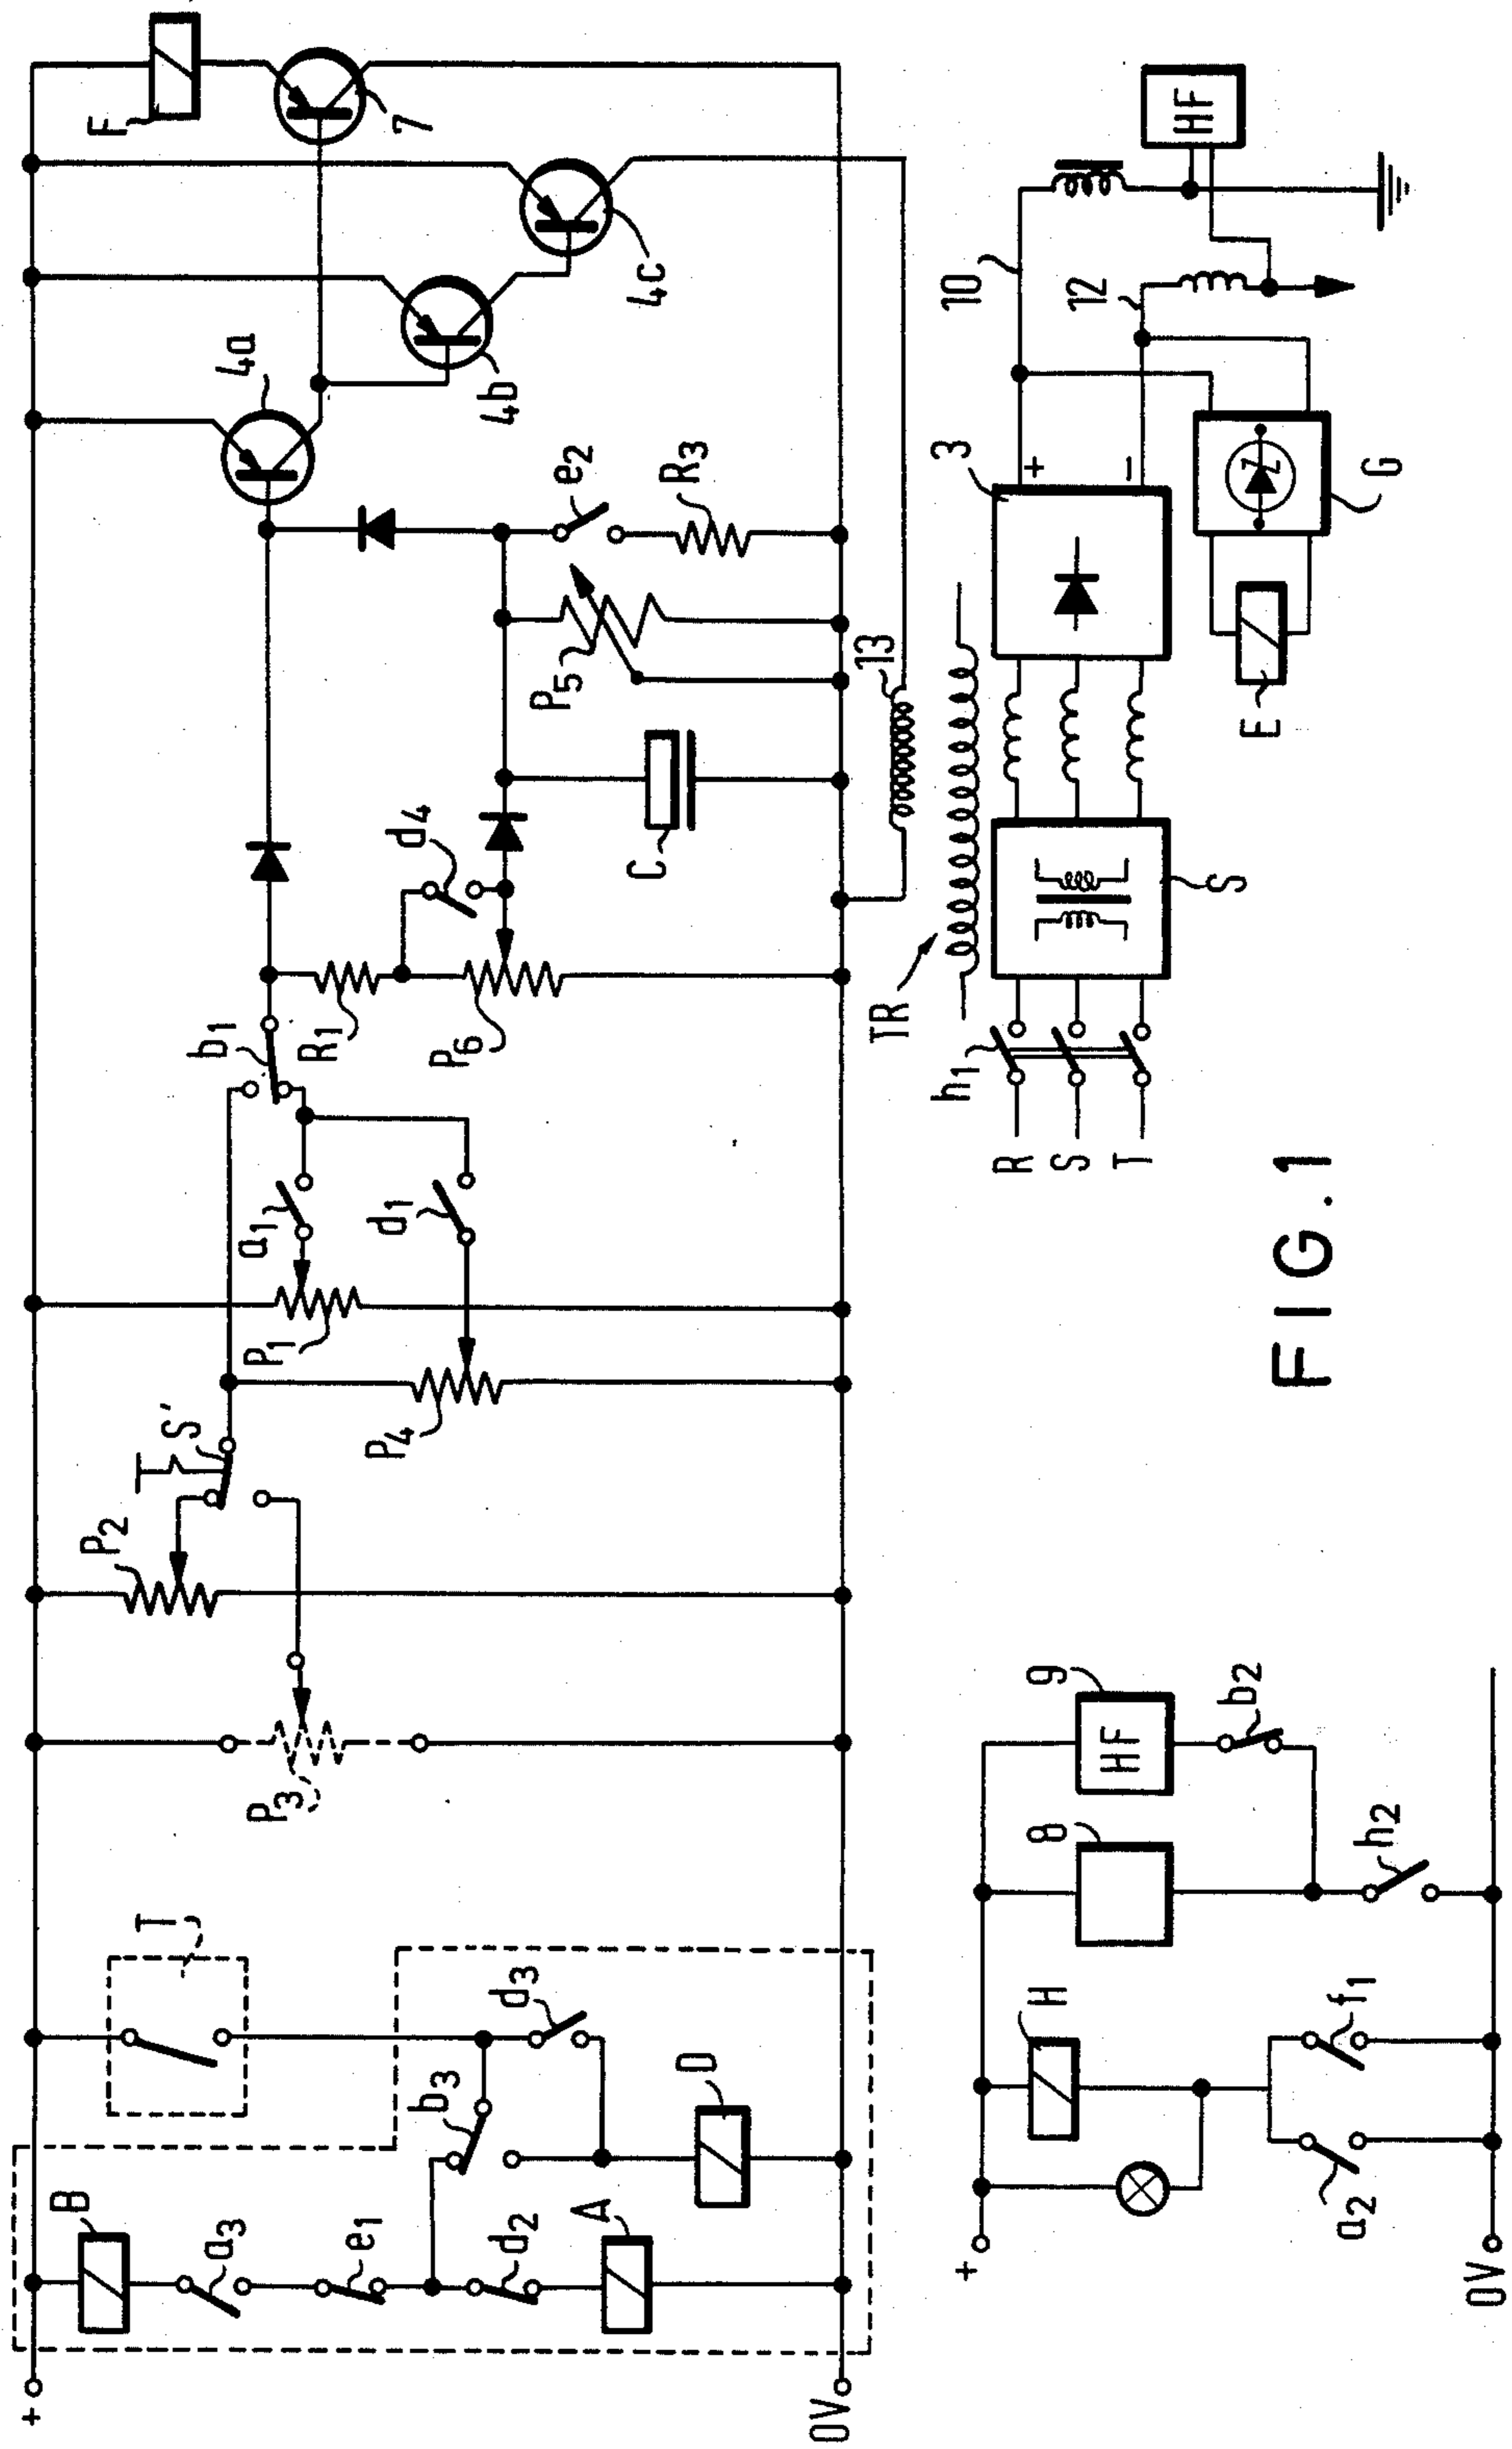 +
0V
B
a3
e1
d2
A
b3
d3
D
T
P3
P2
S'
P4
P1
a1
d1
b1
R1
P6
d4
C
P5
e2
R3
4a
4b
4c
7
F
13
TR
h1
R
S
T
S
3
+
−
10
12
HF
E
G
+
0V
H
a2
f1
8
9
HF
b2
h2
FIG.1